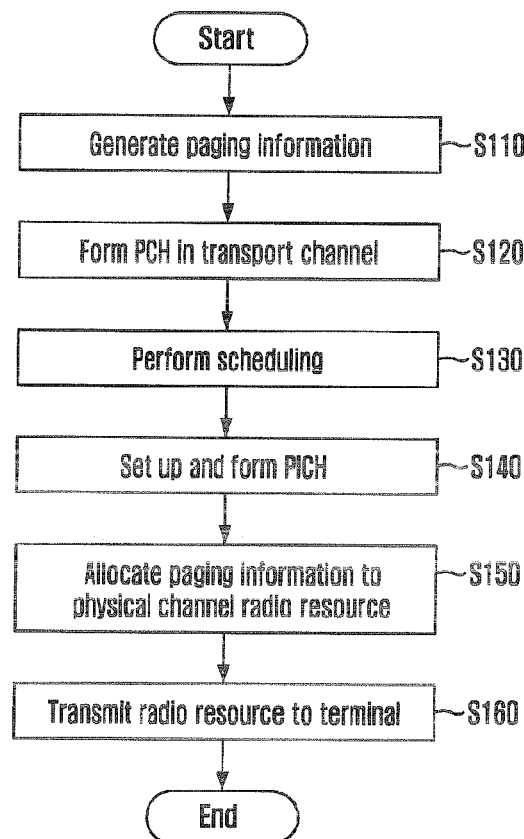 Start
Generate paging information
S110
Form PCH in transport channel
S120
Perform scheduling
S130
Set up and form PICH
S140
Allocate paging information to
physical channel radio resource
S150
Transmit radio resource to terminal
S160
End